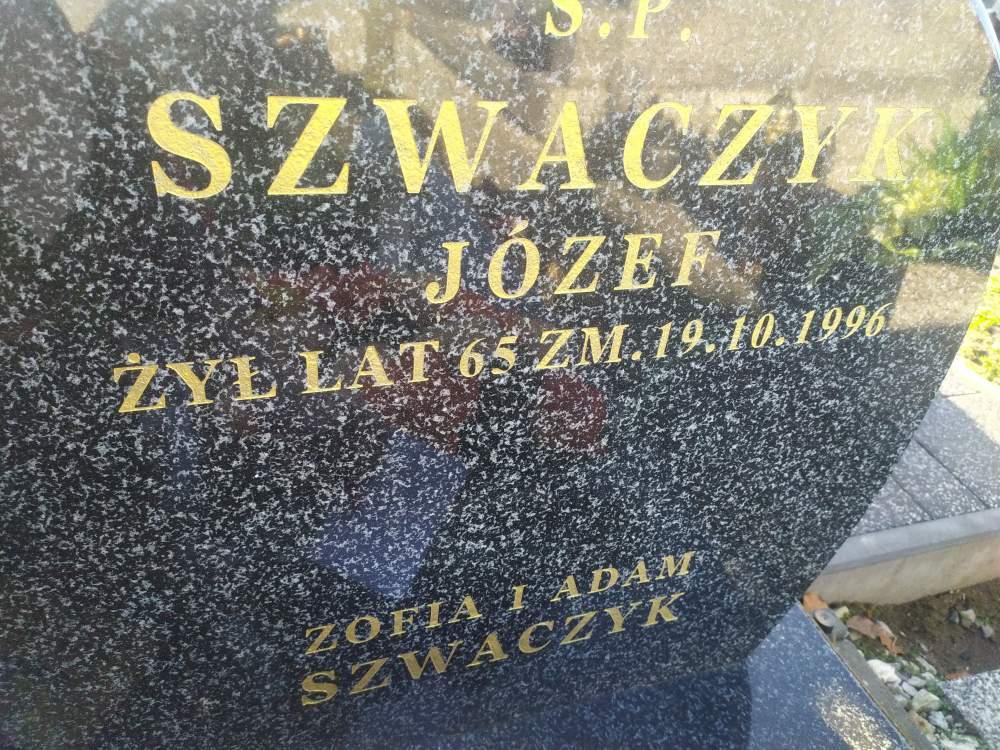 Ś.P.
SZWACZYK
JÓZEF
ŻYŁ LAT 65 ZM.19.10.1996
ZOFIA I ADAM
SZWACZYK